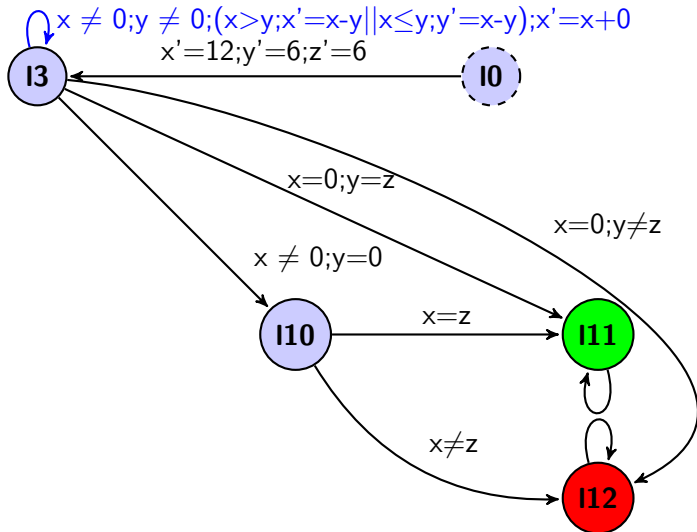 x ≠ 0;y ≠ 0;(x>y;x'=x-y||x≤y;y'=x-y);x'=x+0
x'=12;y'=6;z'=6
l3
l0
x=0;y=z
x=0;y≠z
x ≠ 0;y=0
x=z
l10
l11
x≠z
l12